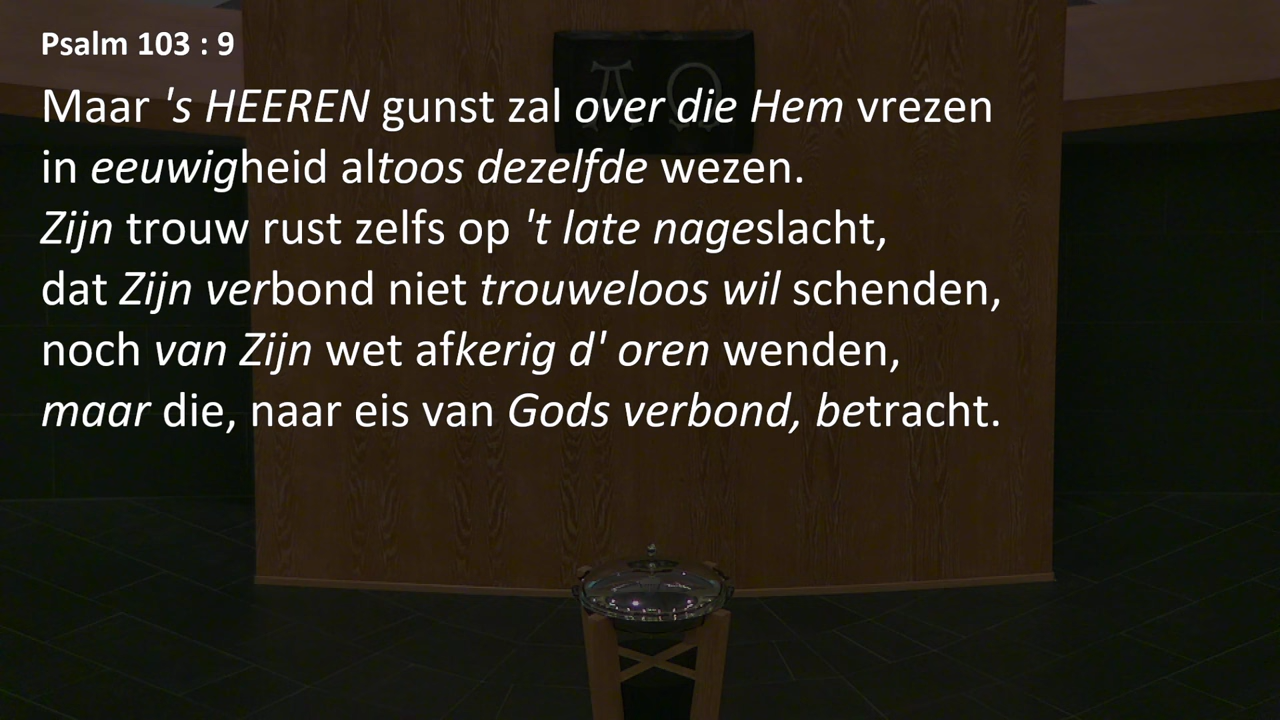 Psalm 103 : 9
Α Ω
Maar 's HEEREN gunst zal over die Hem vrezen
in eeuwigheid altoos dezelfde wezen.
Zijn trouw rust zelfs op 't late nageslacht,
dat Zijn verbond niet trouweloos wil schenden,
noch van Zijn wet afkerig d' oren wenden,
maar die, naar eis van Gods verbond, betracht.